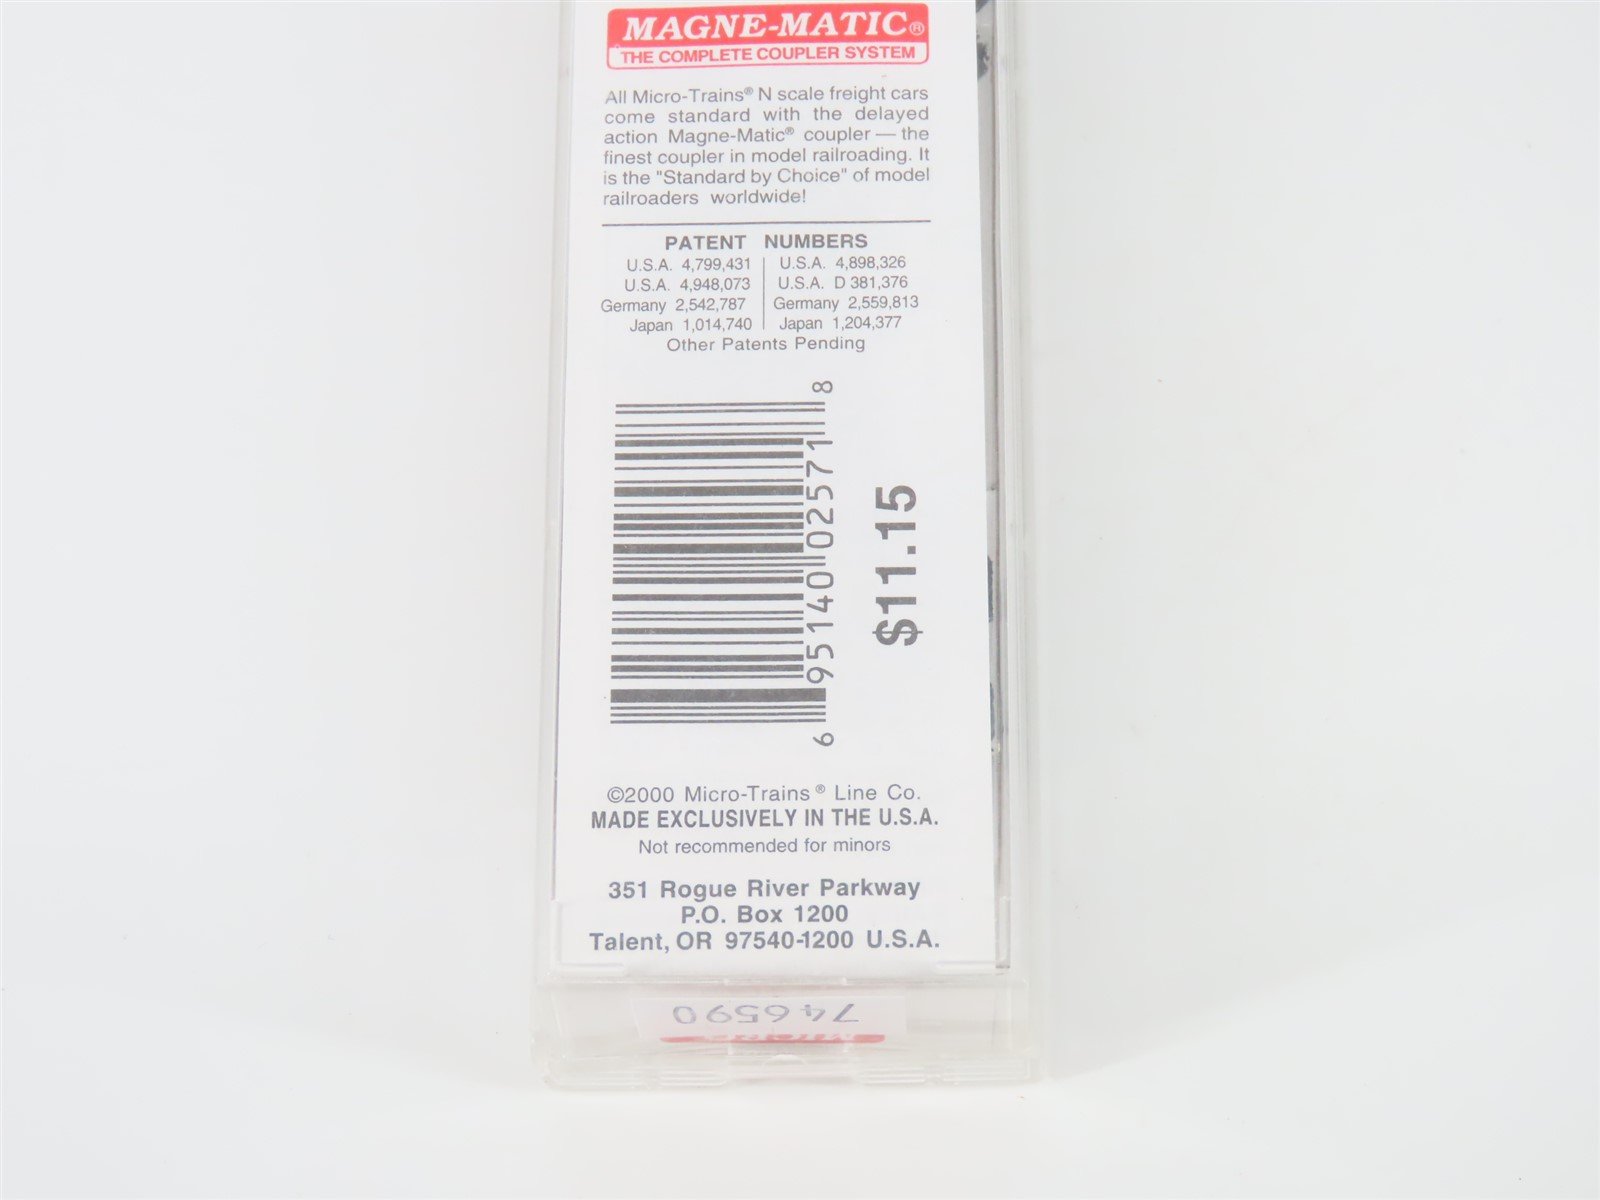 MAGNE-MATIC®
THE COMPLETE COUPLER SYSTEM
All Micro-Trains® N scale freight cars
come standard with the delayed
action Magne-Matic® coupler — the
finest coupler in model railroading. It
is the "Standard by Choice" of model
railroaders worldwide!
PATENT NUMBERS
U.S.A. 4,799,431 U.S.A. 4,898,326
U.S.A. 4,948,073 U.S.A. D 381,376
Germany 2,542,787 Germany 2,559,813
Japan 1,014,740 Japan 1,204,377
Other Patents Pending
6 95140 02571 8
$11.15
©2000 Micro-Trains® Line Co.
MADE EXCLUSIVELY IN THE U.S.A.
Not recommended for minors
351 Rogue River Parkway
P.O. Box 1200
Talent, OR 97540-1200 U.S.A.
746590